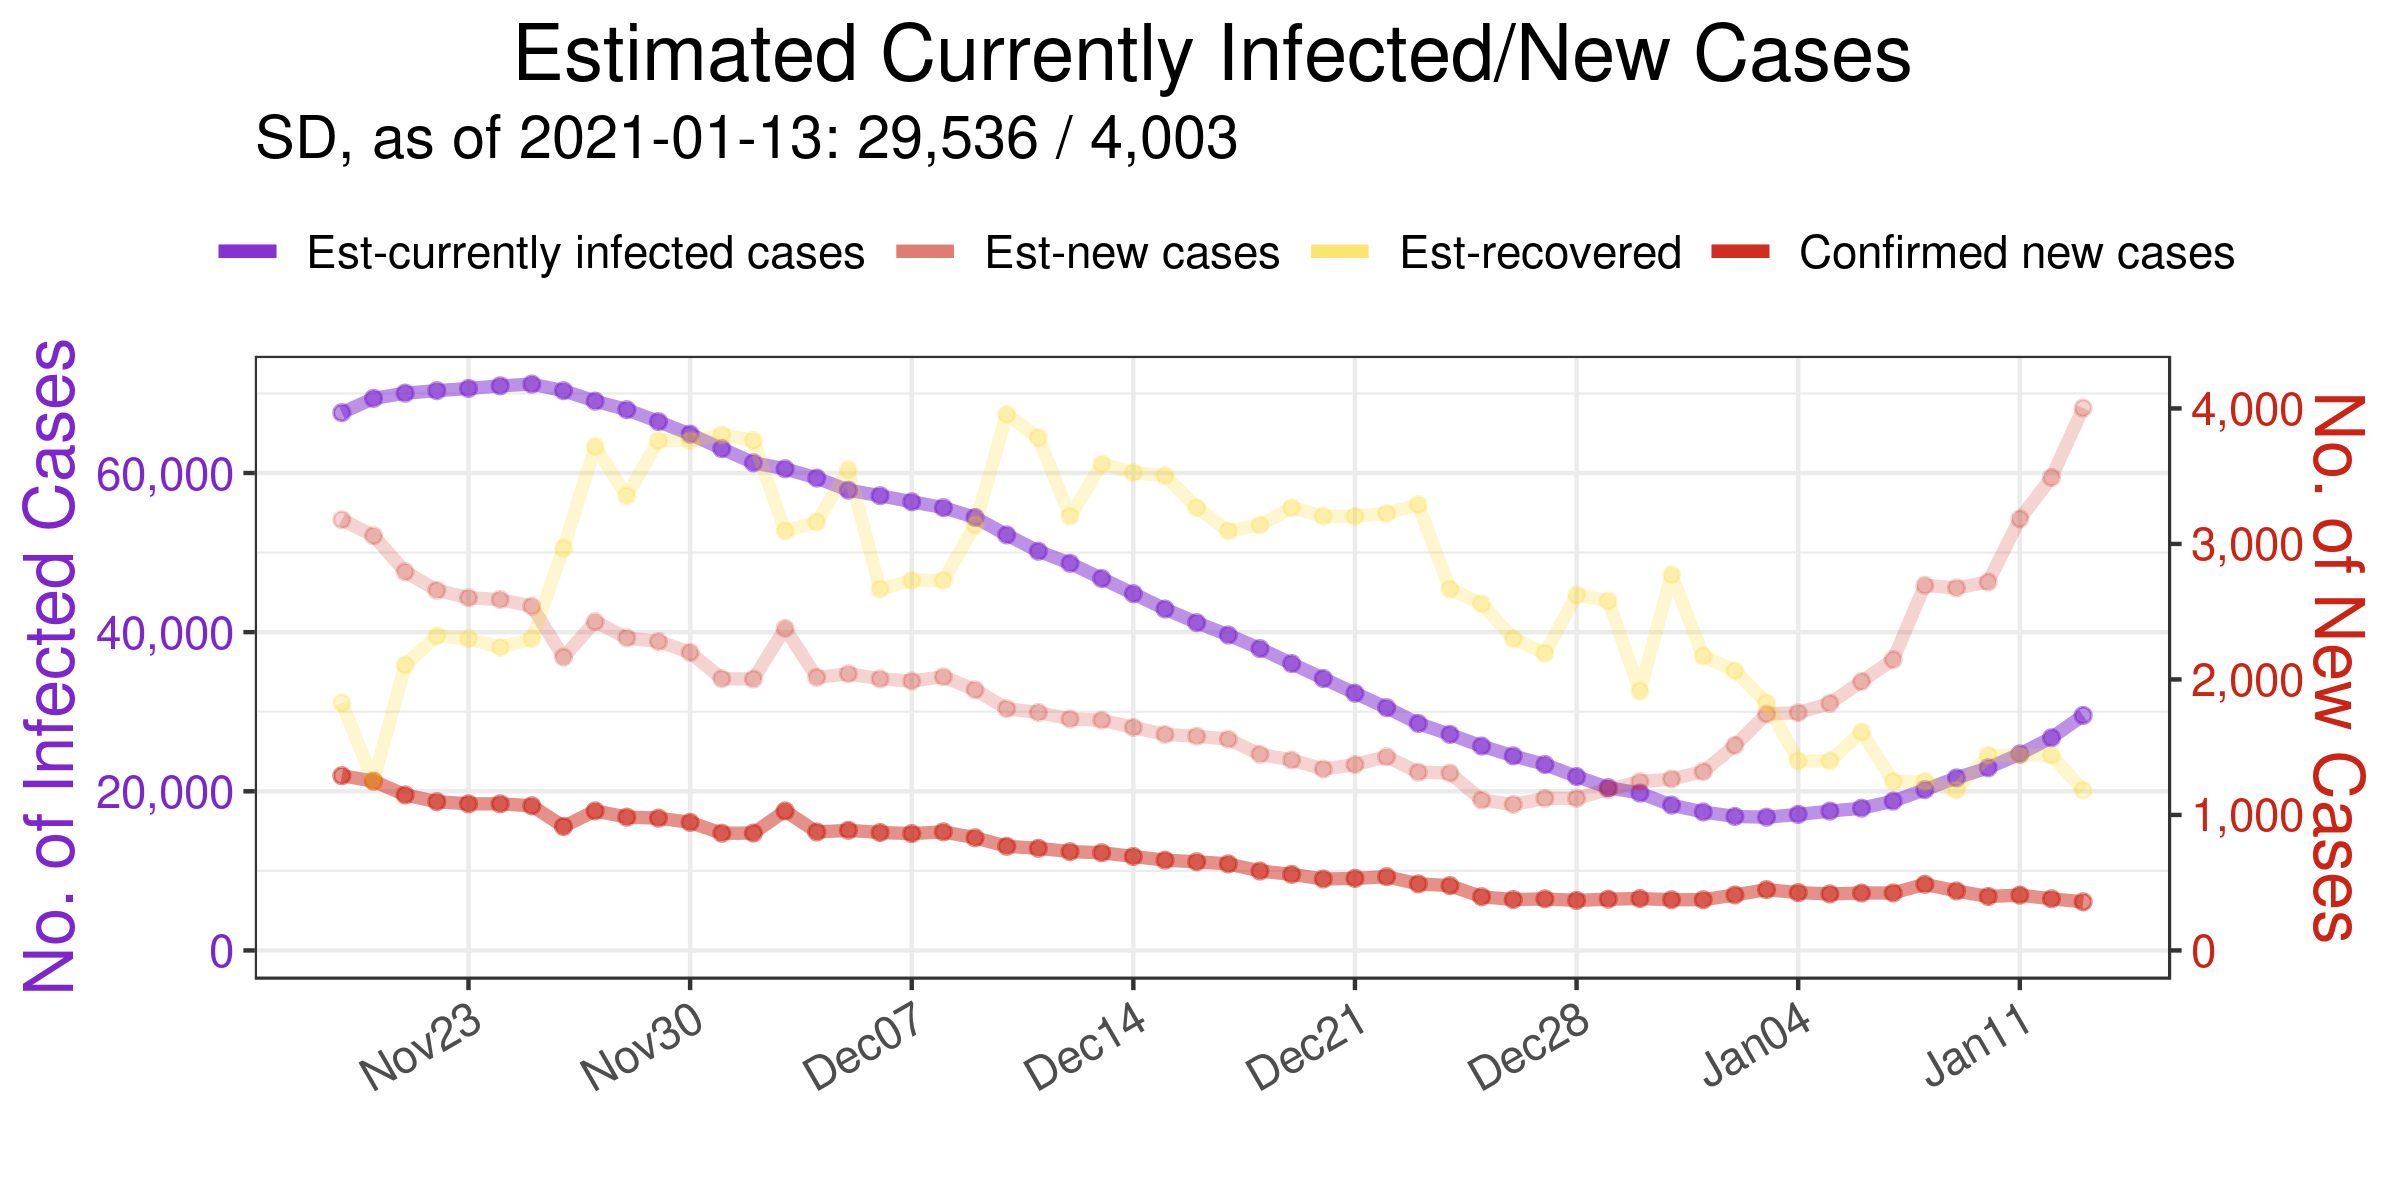 Estimated Currently Infected/New Cases
SD, as of 2021-01-13: 29,536 / 4,003
Est-currently infected cases Est-new cases Est-recovered Confirmed new cases
No. of Infected Cases
60,000
40,000
20,000
0
4,000
3,000
2,000
1,000
0
No. of New Cases
Nov23 Nov30 Dec07 Dec14 Dec21 Dec28 Jan04 Jan11